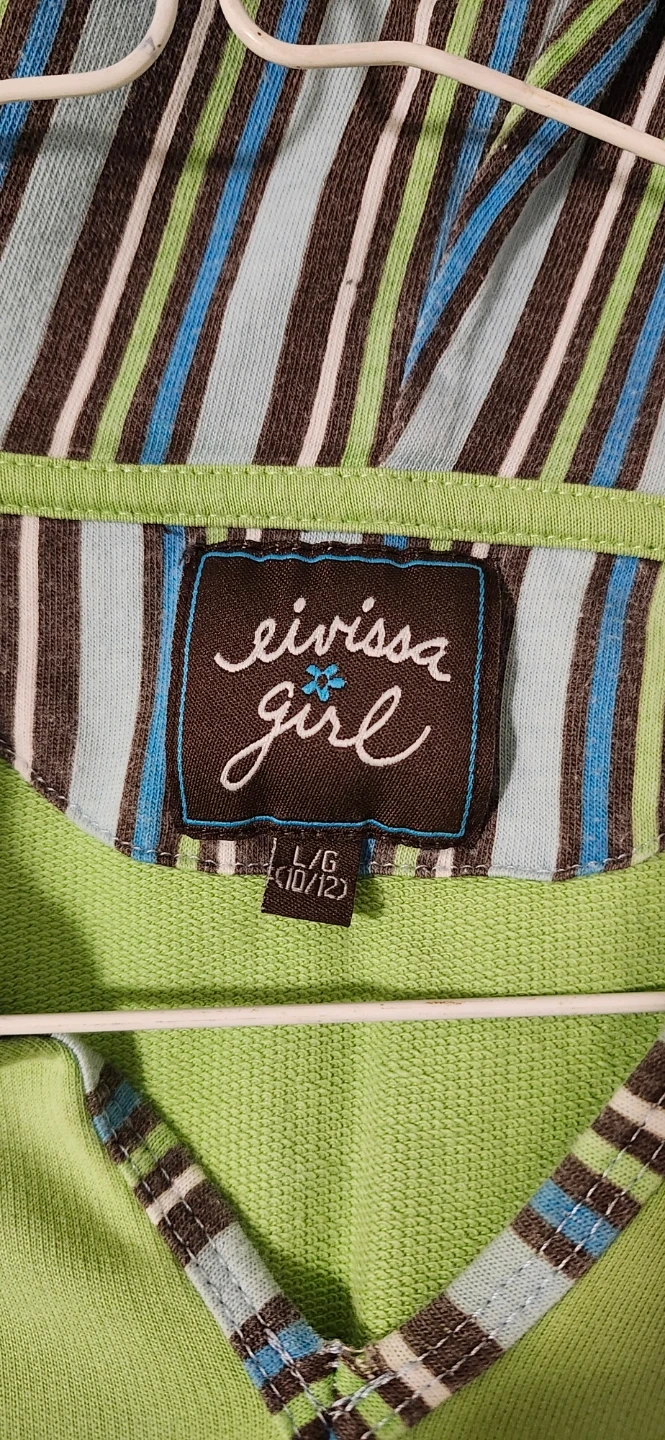 eivissa
girl
L/G
(10/12)